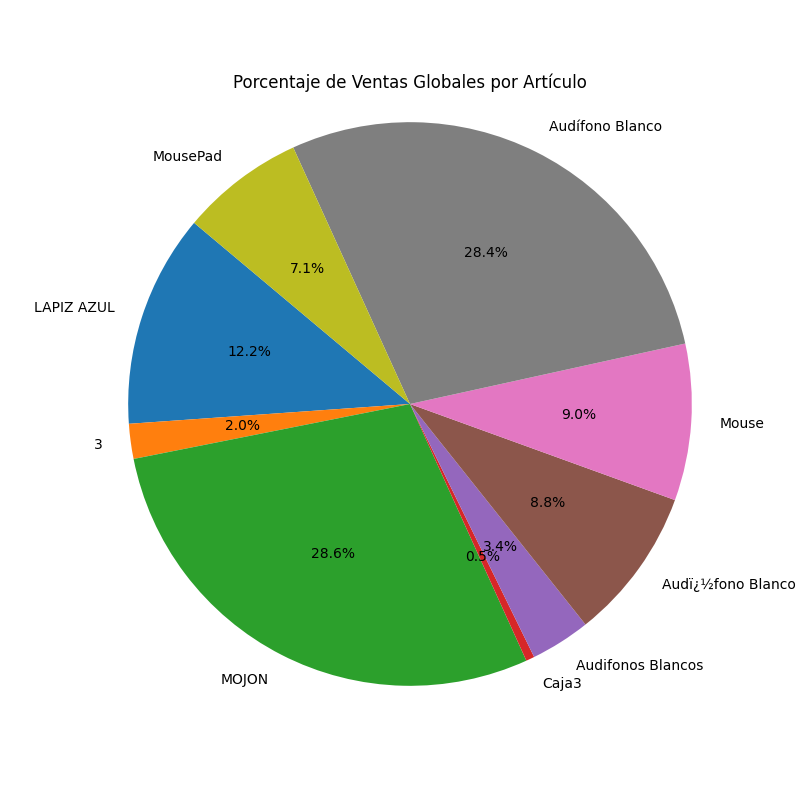 Porcentaje de Ventas Globales por Artículo
Audífono Blanco
MousePad
28.4%
7.1%
LAPIZ AZUL
12.2%
9.0%
Mouse
2.0%
3
8.8%
3.4%
28.6%
0.5%
Audï¿½fono Blanco
Audifonos Blancos
MOJON
Caja3